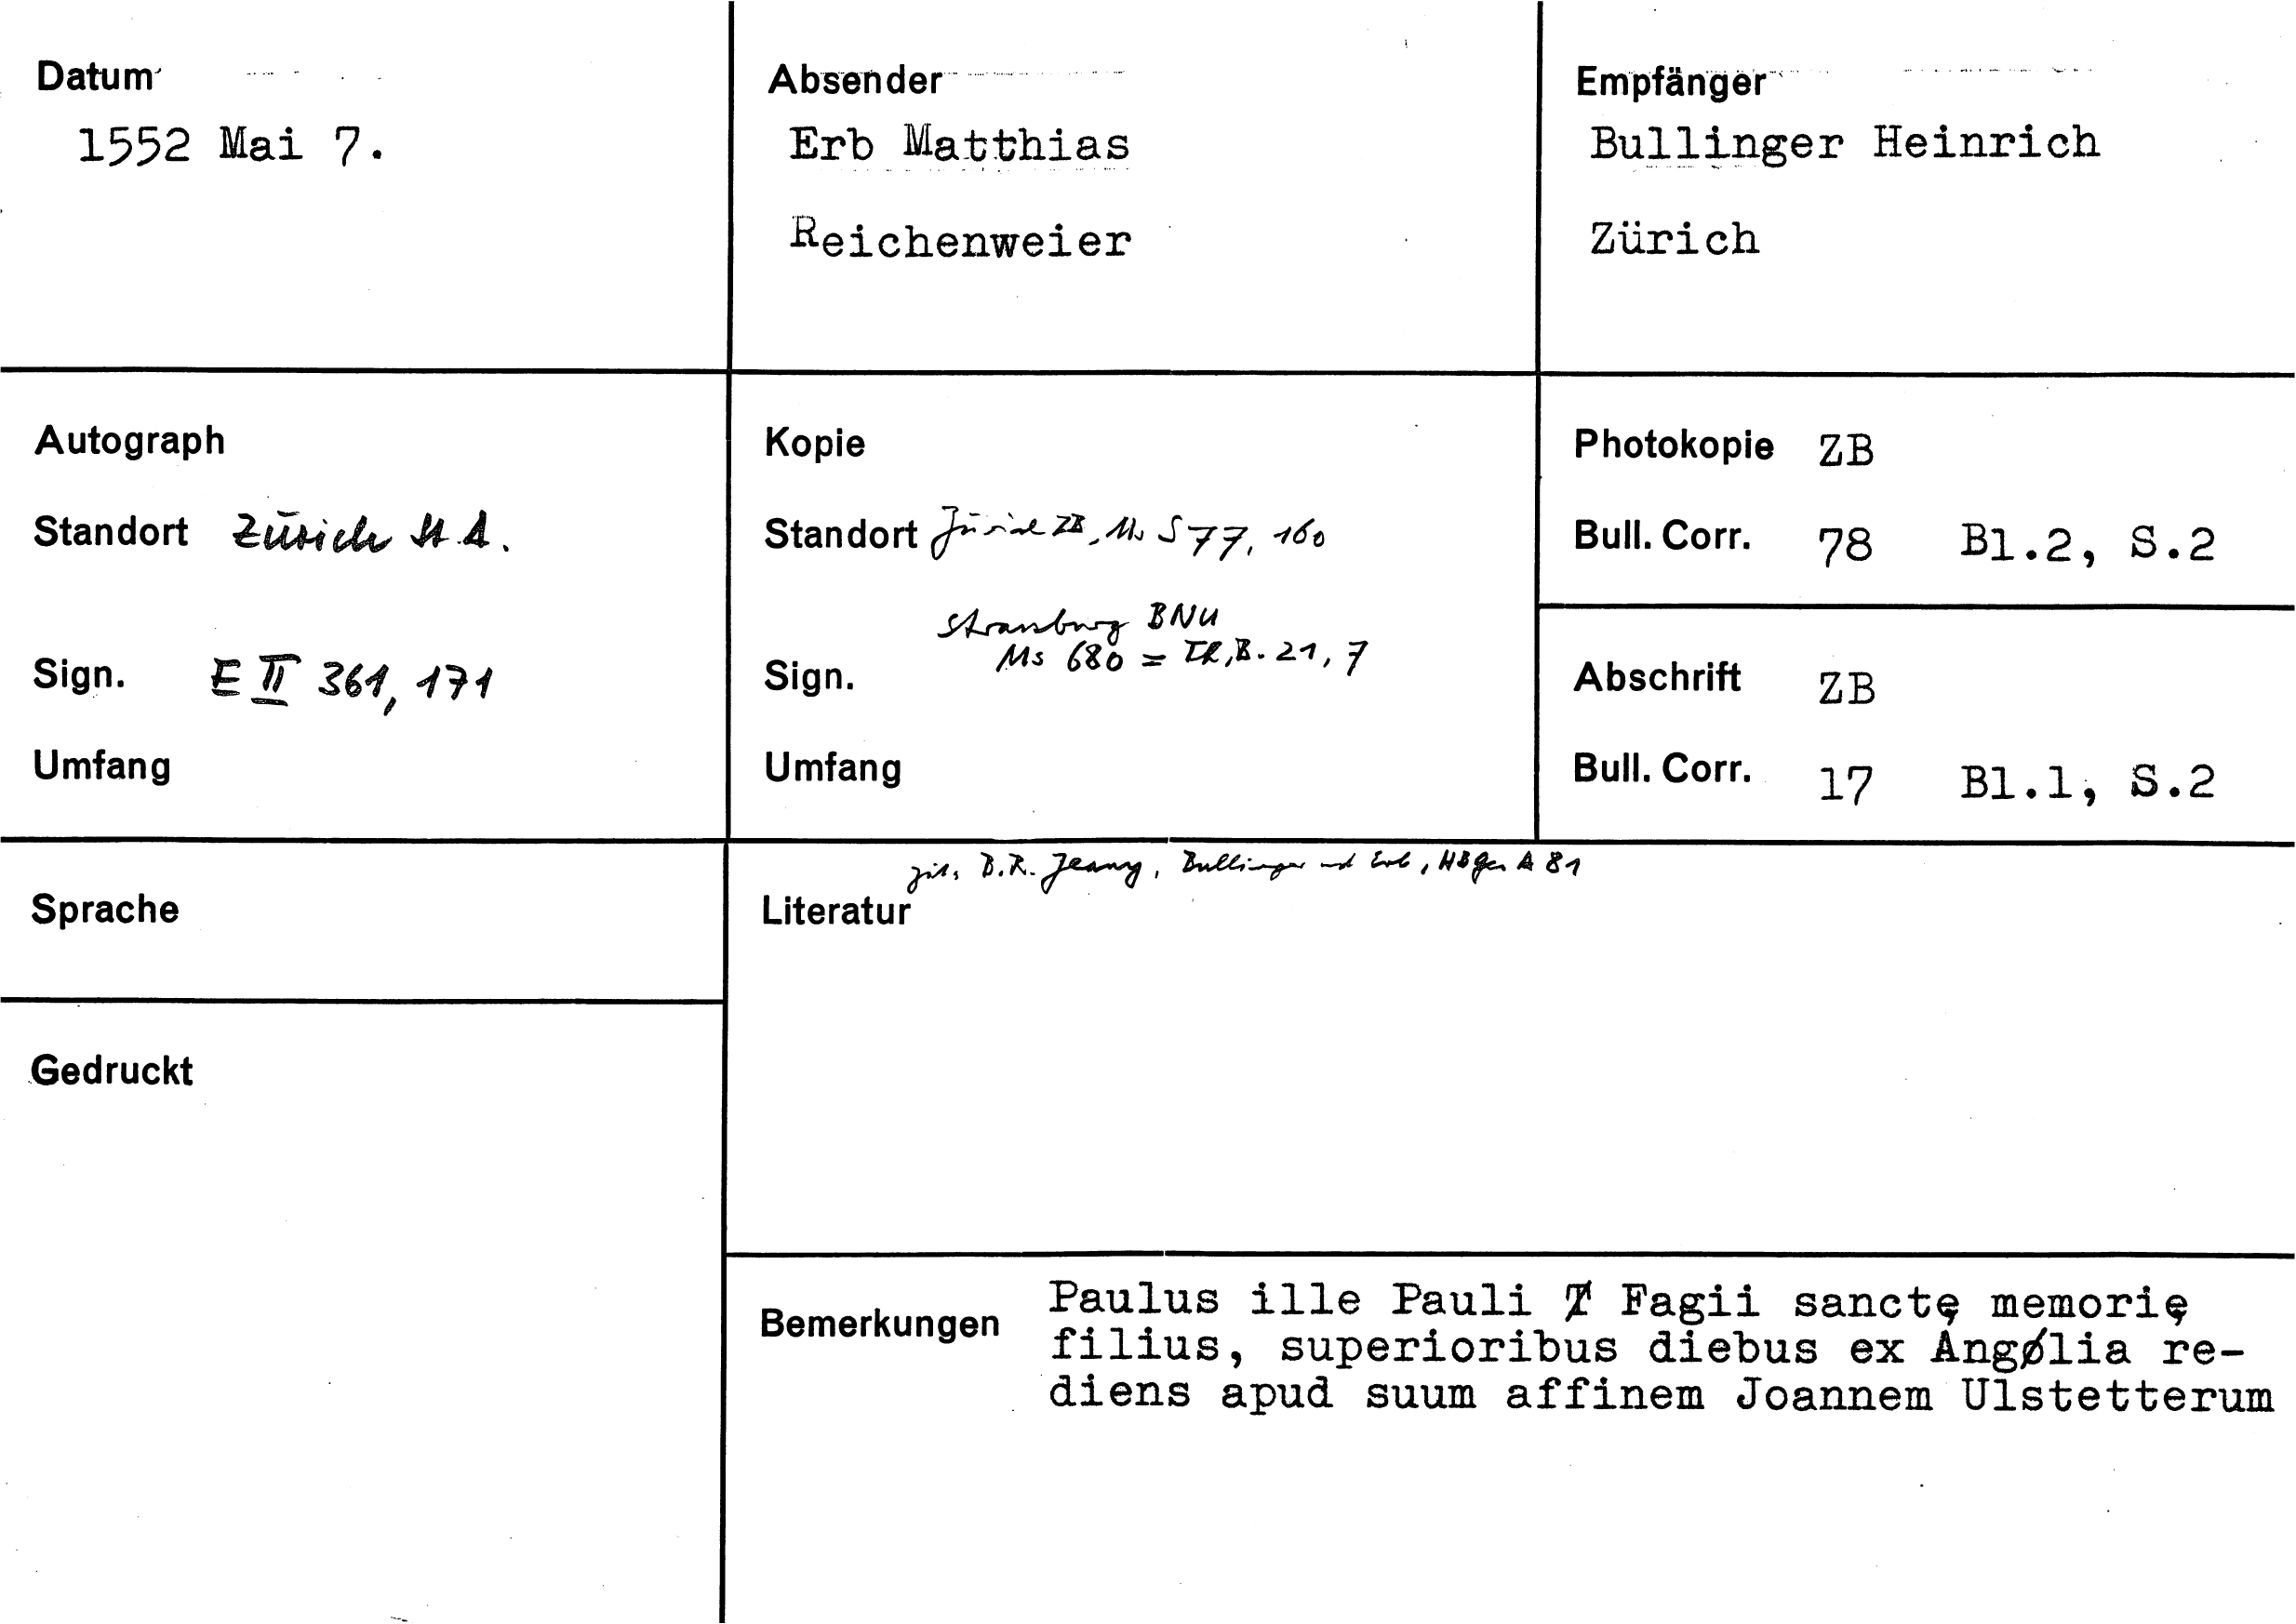 Datum
1552 Mai 7.
Absender
Erb Matthias
Reichenweier
Empfänger
Bullinger Heinrich
Zürich
Autograph
Standort Zürich StA.
Sign. E II 361, 171
Umfang
Kopie
Standort Zürich ZB, Ms S 77, 160
Strassburg BNU
Ms 680 = 21, 7
Sign.
Umfang
Photokopie ZB
Bull. Corr. 78 Bl.2, S.2
Abschrift ZB
Bull. Corr. 17 Bl.1, S.2
Sprache
Gedruckt
zit. B.R. Jenny, Bullinger und Erb, 81
Literatur
Bemerkungen
Paulus ille Pauli Fagii sanctę memorię
filius, superioribus diebus ex Anglia re-
diens apud suum affinem Joannem Ulstetterum